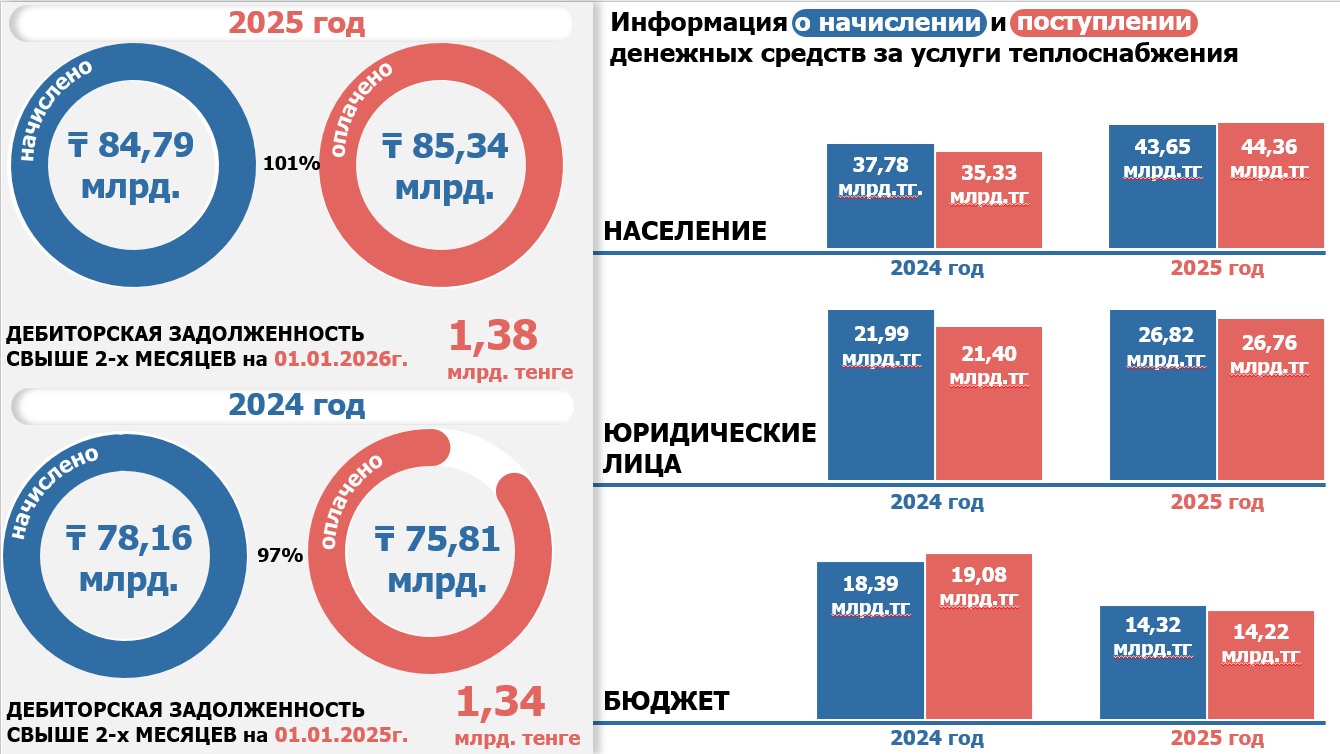 2025 год
начислено
₸ 84,79
млрд.
101%
оплачено
₸ 85,34
млрд.
ДЕБИТОРСКАЯ ЗАДОЛЖЕННОСТЬ
СВЫШЕ 2-х МЕСЯЦЕВ на 01.01.2026г.
1,38
млрд. тенге
2024 год
начислено
₸ 78,16
млрд.
97%
оплачено
₸ 75,81
млрд.
ДЕБИТОРСКАЯ ЗАДОЛЖЕННОСТЬ
СВЫШЕ 2-х МЕСЯЦЕВ на 01.01.2025г.
1,34
млрд. тенге
Информация о начислении и поступлении
денежных средств за услуги теплоснабжения
НАСЕЛЕНИЕ
37,78
млрд.тг.
35,33
млрд.тг
2024 год
43,65
млрд.тг
44,36
млрд.тг
2025 год
ЮРИДИЧЕСКИЕ
ЛИЦА
21,99
млрд.тг
21,40
млрд.тг
2024 год
26,82
млрд.тг
26,76
млрд.тг
2025 год
БЮДЖЕТ
18,39
млрд.тг
19,08
млрд.тг
2024 год
14,32
млрд.тг
14,22
млрд.тг
2025 год